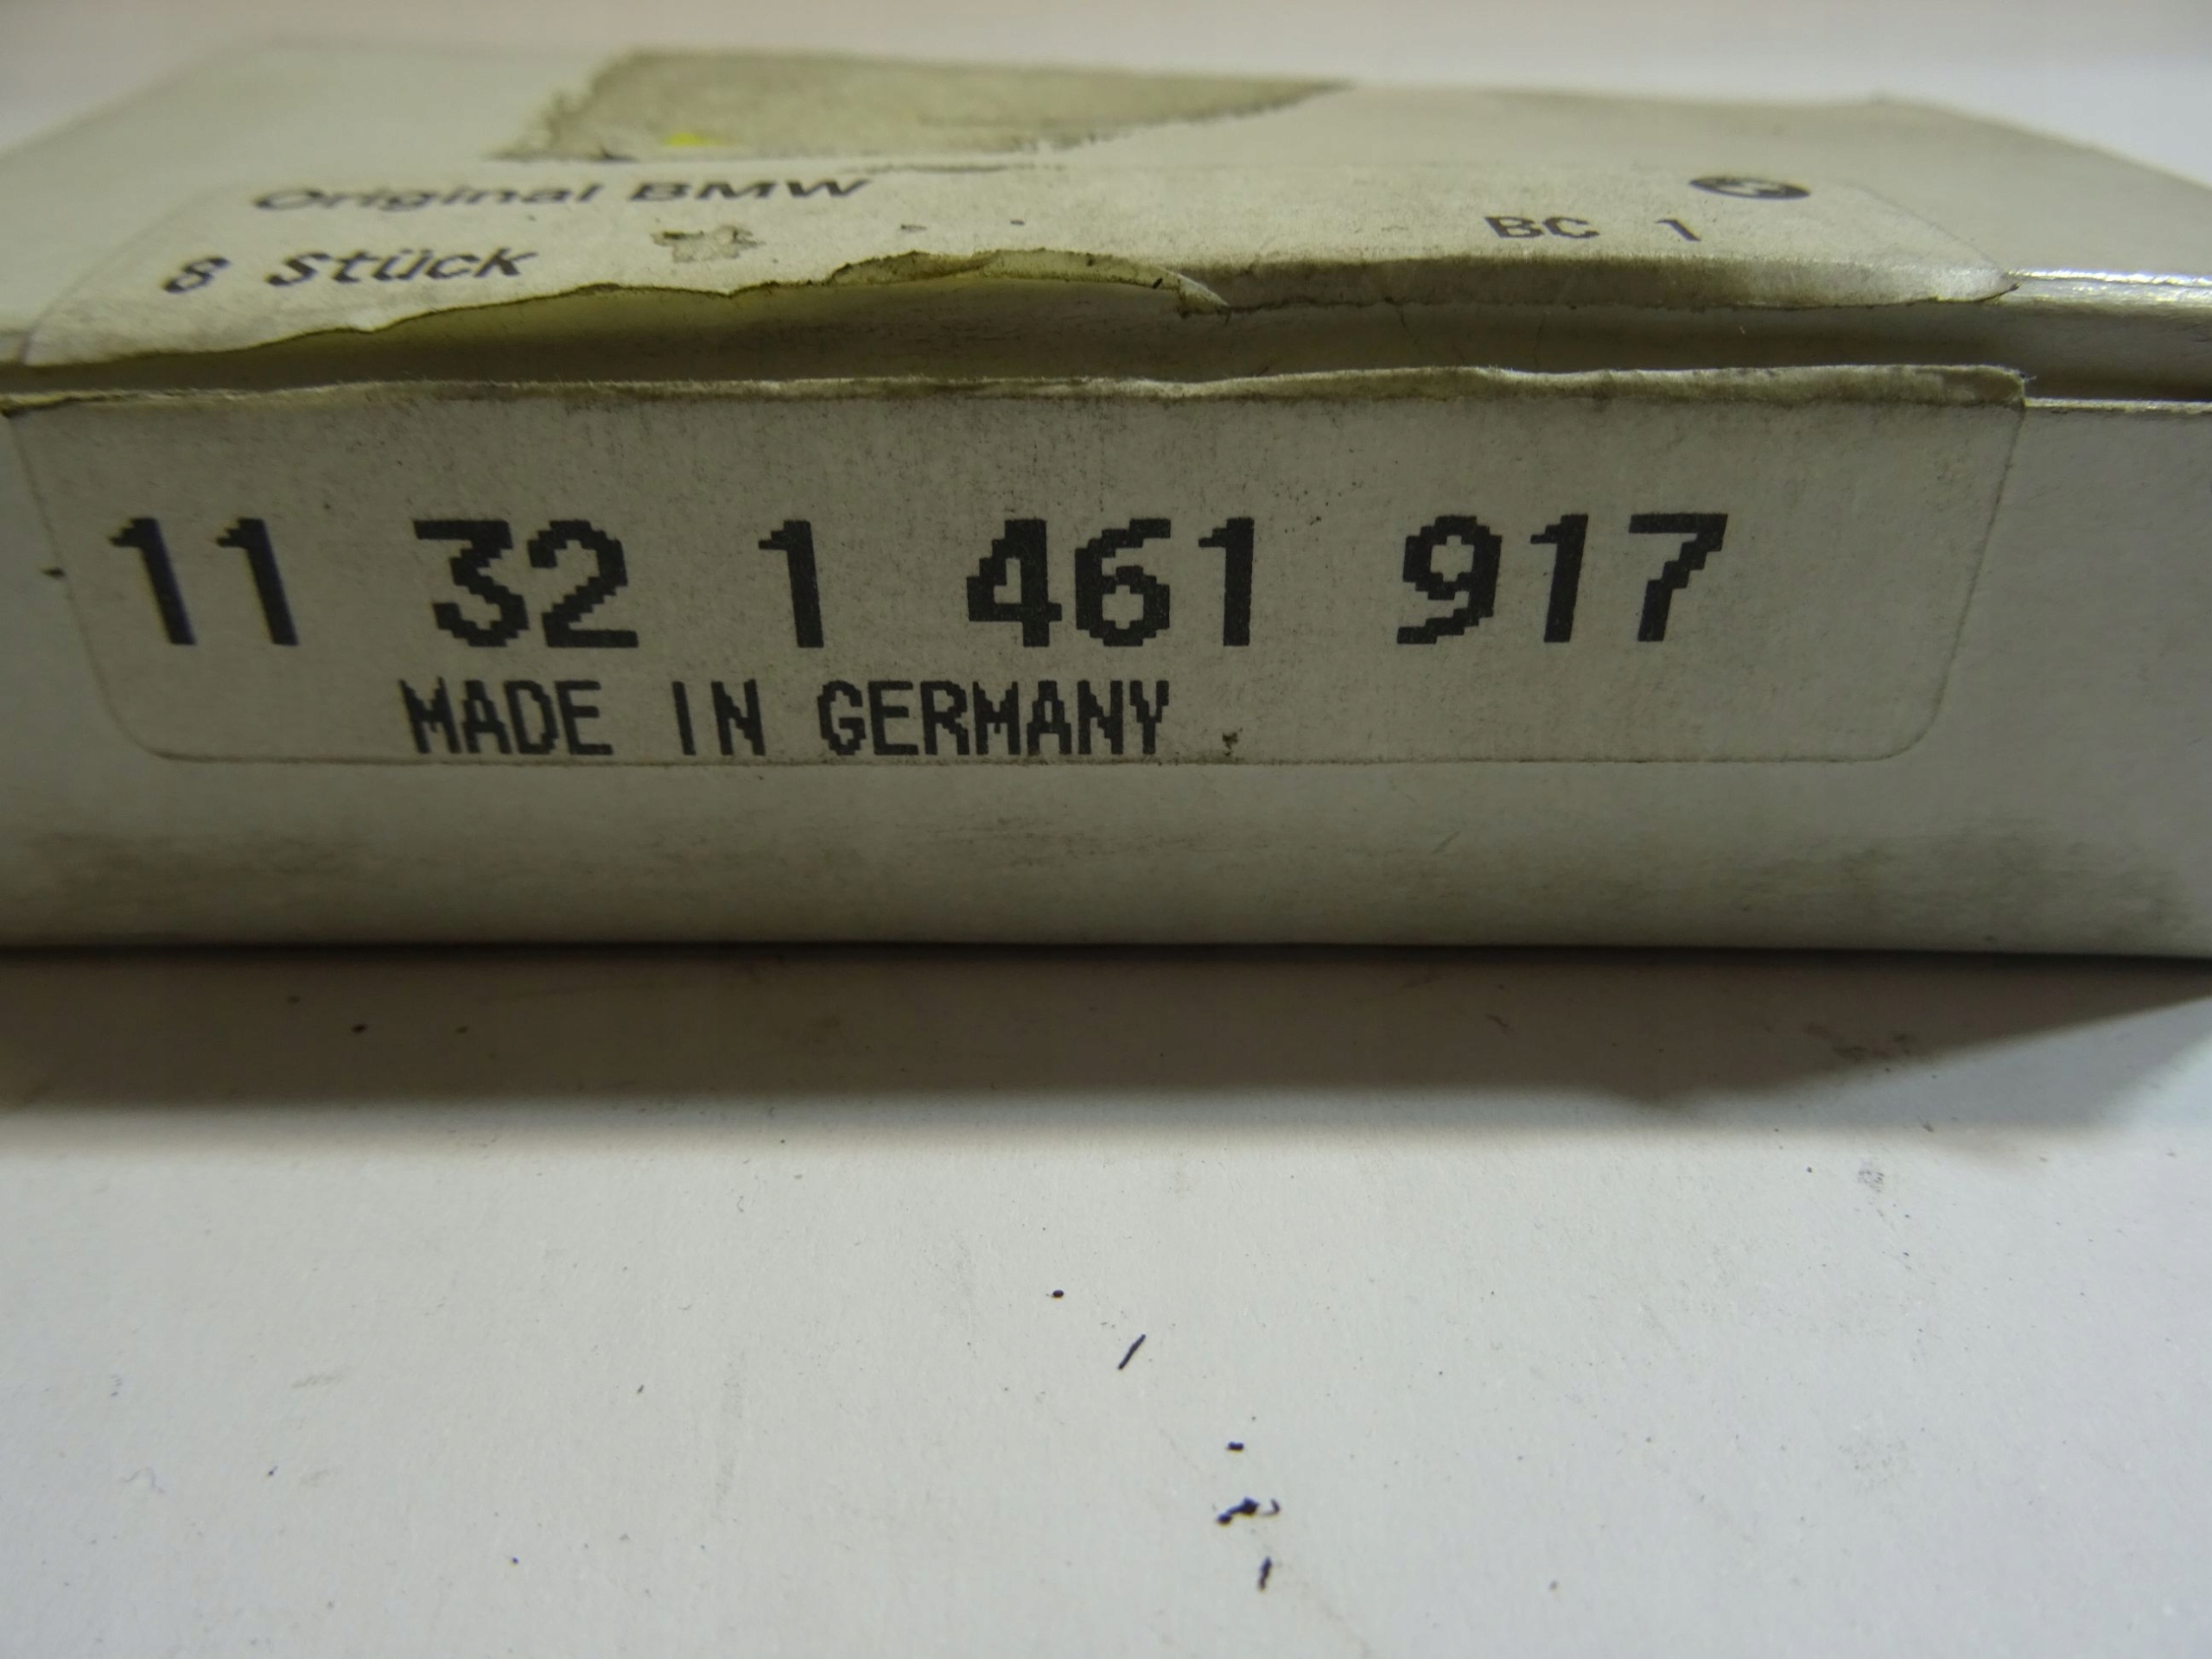 Original BMW
8 Stück BC 1
11 32 1 461 917
MADE IN GERMANY